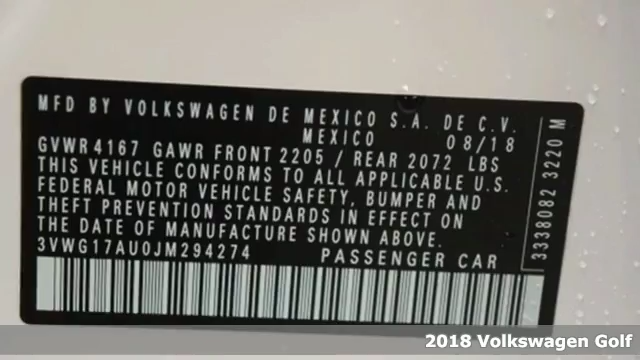 MFD BY VOLKSWAGEN DE MEXICO S.A. DE C.V.
MEXICO 08/18
GVWR 4167 GAWR FRONT 2205 / REAR 2072 LBS
THIS VEHICLE CONFORMS TO ALL APPLICABLE U.S.
FEDERAL MOTOR VEHICLE SAFETY, BUMPER AND
THEFT PREVENTION STANDARDS IN EFFECT ON
THE DATE OF MANUFACTURE SHOWN ABOVE.
3VWG17AU0JM294274 PASSENGER CAR
3338082 3220 M
2018 Volkswagen Golf